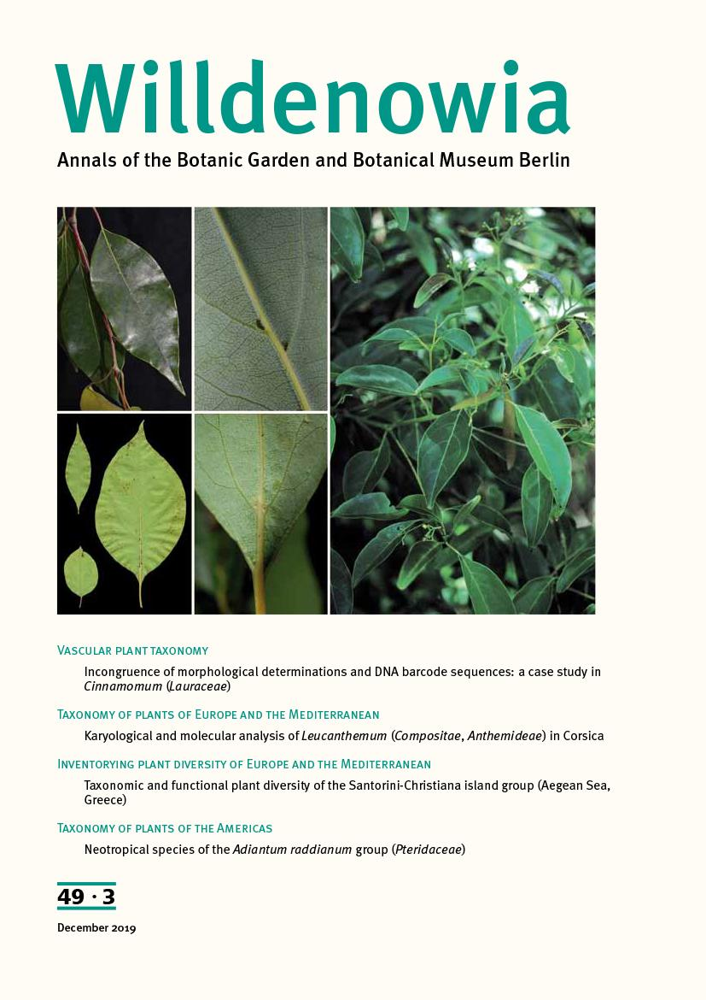 Willdenowia
Annals of the Botanic Garden and Botanical Museum Berlin
Vascular plant taxonomy
Incongruence of morphological determinations and DNA barcode sequences: a case study in
Cinnamomum (Lauraceae)
Taxonomy of plants of Europe and the Mediterranean
Karyological and molecular analysis of Leucanthemum (Compositae, Anthemideae) in Corsica
Inventorying plant diversity of Europe and the Mediterranean
Taxonomic and functional plant diversity of the Santorini-Christiana island group (Aegean Sea,
Greece)
Taxonomy of plants of the Americas
Neotropical species of the Adiantum raddianum group (Pteridaceae)
49 · 3
December 2019